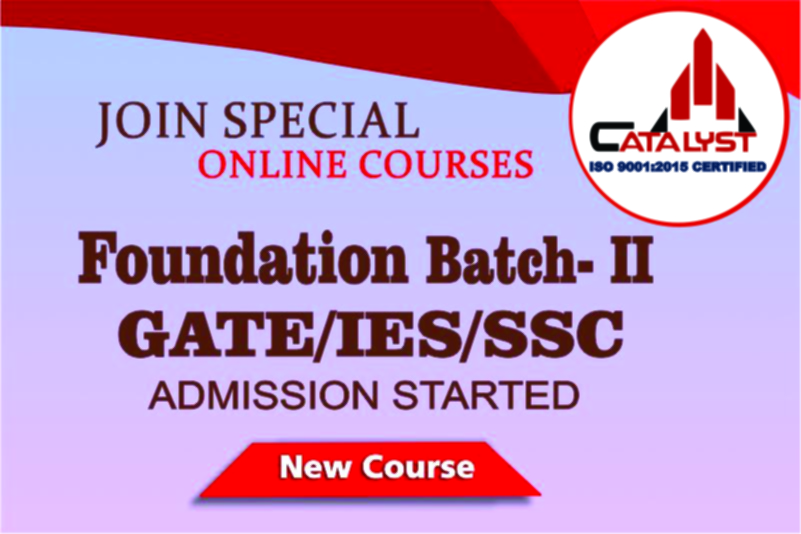 JOIN SPECIAL
ONLINE COURSES
CATALYST
ISO 9001:2015 CERTIFIED
Foundation Batch- II
GATE/IES/SSC
ADMISSION STARTED
New Course